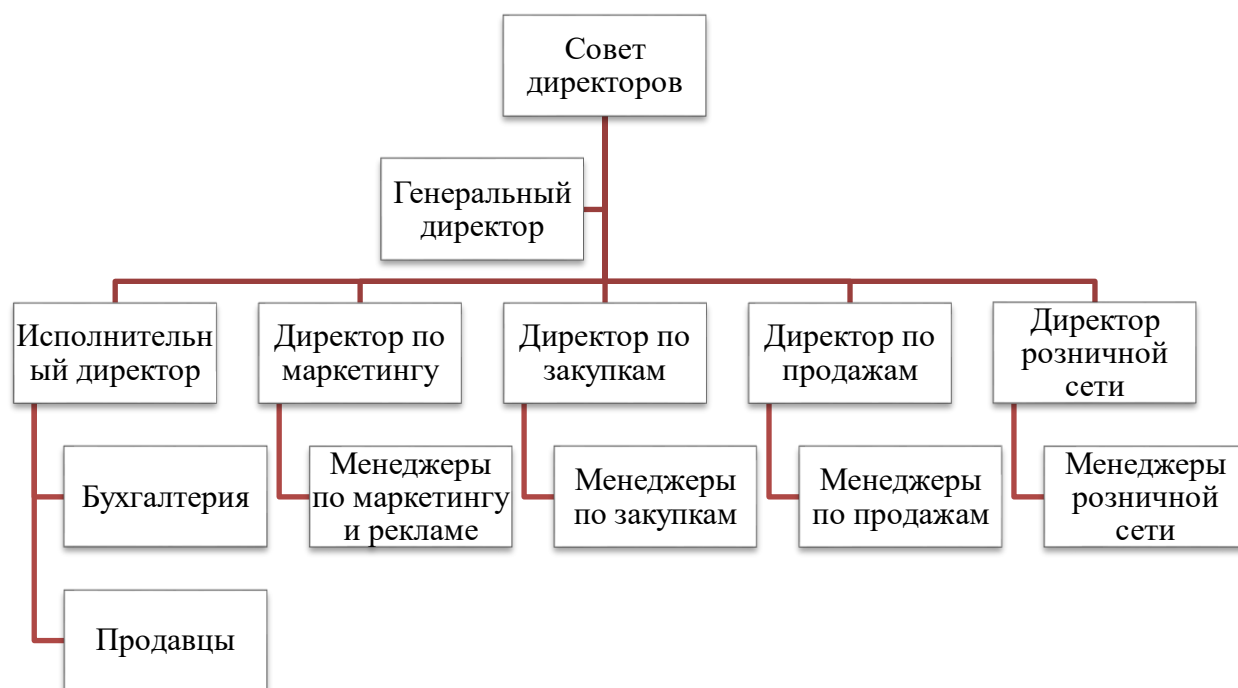 Совет
директоров
Генеральный
директор
Исполнительн
ый директор
Директор по
маркетингу
Директор по
закупкам
Директор по
продажам
Директор
розничной
сети
Бухгалтерия
Менеджеры
по маркетингу
и рекламе
Менеджеры
по закупкам
Менеджеры
по продажам
Менеджеры
розничной
сети
Продавцы